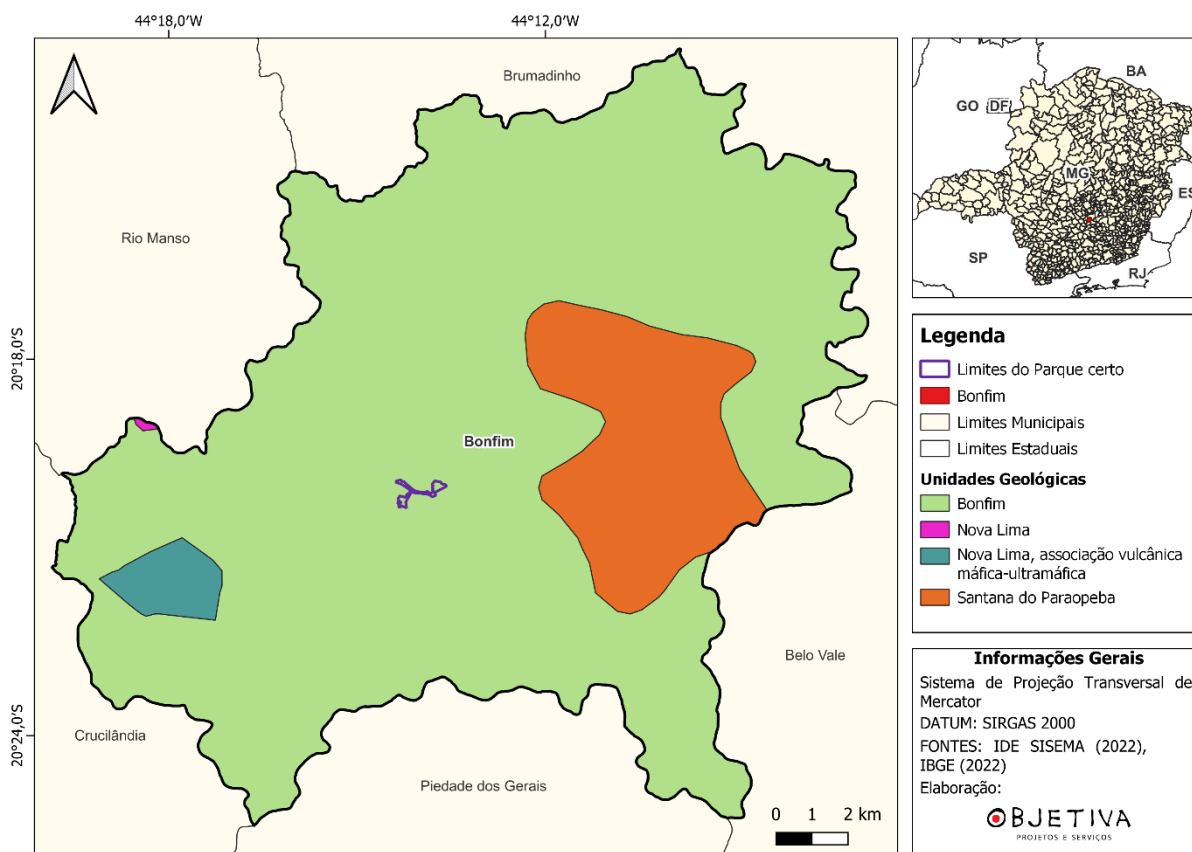 44°18,0'W
44°12,0'W
Brumadinho
Rio Manso
20°18,0'S
Bonfim
Belo Vale
20°24,0'S
Crucilândia
Piedade dos Gerais
0 1 2 km
BA
GO DF
MG
ES
SP
RJ
Legenda
Limites do Parque certo
Bonfim
Limites Municipais
Limites Estaduais
Unidades Geológicas
Bonfim
Nova Lima
Nova Lima, associação vulcânica
máfica-ultramáfica
Santana do Paraopeba
Informações Gerais
Sistema de Projeção Transversal de
Mercator
DATUM: SIRGAS 2000
FONTES: IDE SISEMA (2022),
IBGE (2022)
Elaboração:
OBJETIVA
PROJETOS E SERVIÇOS